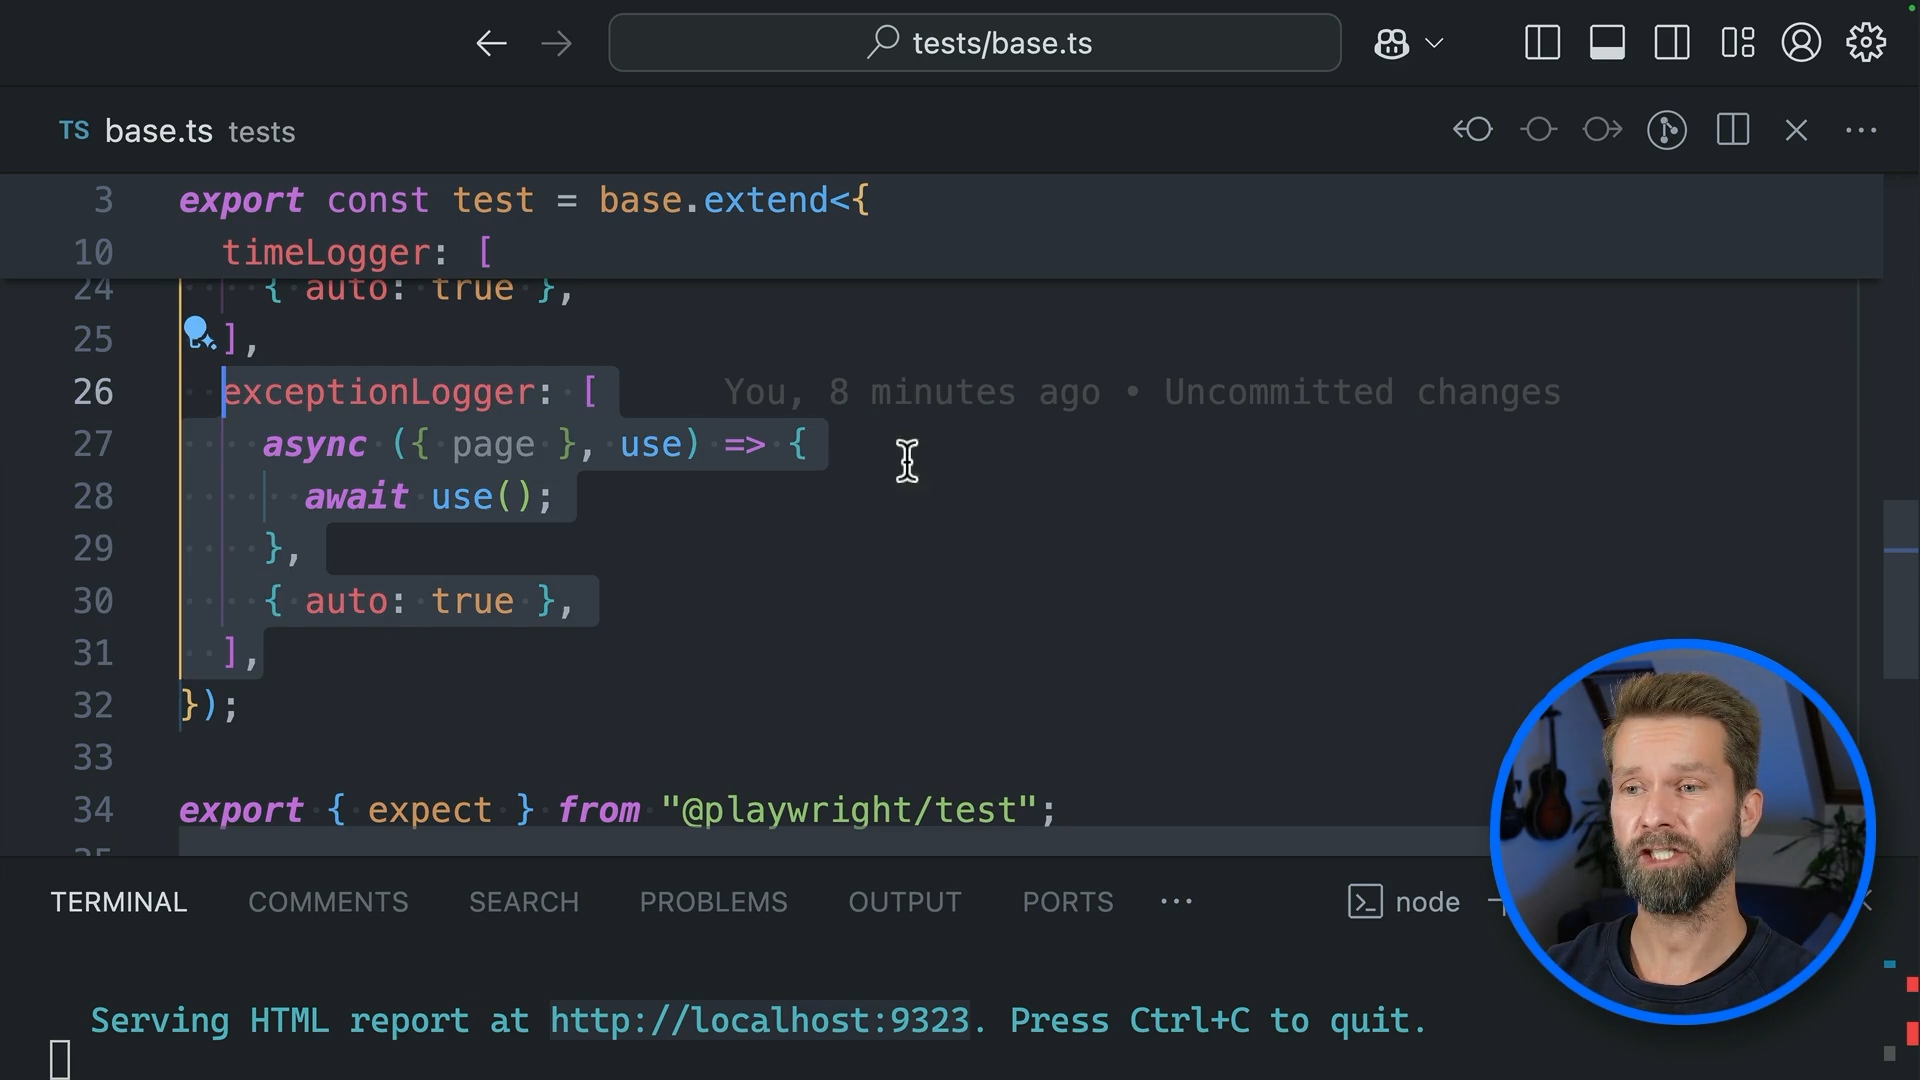 tests/base.ts
TS base.ts tests
3 export const test = base.extend<{
10 timeLogger: [
24 { auto: true },
25 ],
26 exceptionLogger: [ You, 8 minutes ago • Uncommitted changes
27 async ({ page }, use) => {
28 await use();
29 },
30 { auto: true },
31 ],
32 });
33
34 export { expect } from "@playwright/test";
TERMINAL COMMENTS SEARCH PROBLEMS OUTPUT PORTS ··· node
Serving HTML report at http://localhost:9323. Press Ctrl+C to quit.